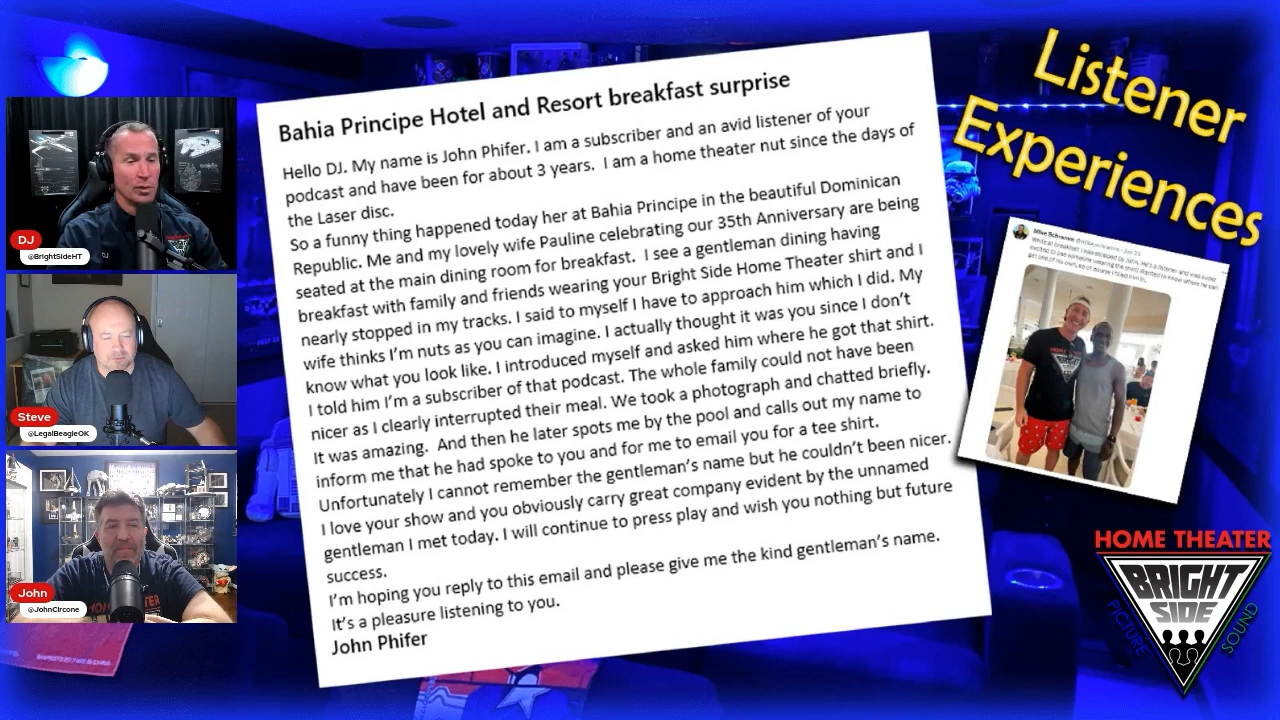 Listener
Experiences
Bahia Principe Hotel and Resort breakfast surprise
Hello DJ. My name is John Phifer. I am a subscriber and an avid listener of your
podcast and have been for about 3 years. I am a home theater nut since the days of
the Laser disc.
So a funny thing happened today her at Bahia Principe in the beautiful Dominican
Republic. Me and my lovely wife Pauline celebrating our 35th Anniversary are being
seated at the main dining room for breakfast. I see a gentleman dining having
breakfast with family and friends wearing your Bright Side Home Theater shirt and I
nearly stopped in my tracks. I said to myself I have to approach him which I did. My
wife thinks I'm nuts as you can imagine. I actually thought it was you since I don't
know what you look like. I introduced myself and asked him where he got that shirt.
I told him I'm a subscriber of that podcast. The whole family could not have been
nicer as I clearly interrupted their meal. We took a photograph and chatted briefly.
It was amazing. And then he later spots me by the pool and calls out my name to
inform me that he had spoke to you and for me to email you for a tee shirt.
Unfortunately I cannot remember the gentleman's name but he couldn't been nicer.
I love your show and you obviously carry great company evident by the unnamed
gentleman I met today. I will continue to press play and wish you nothing but future
success.
I'm hoping you reply to this email and please give me the kind gentleman's name.
It's a pleasure listening to you.
John Phifer
DJ
@BrightSideHT
Steve
@LegalBeagleOK
John
@JohnCircone
Mike Schramm
HOME THEATER
BRIGHT
SIDE
PICTURE
SOUND